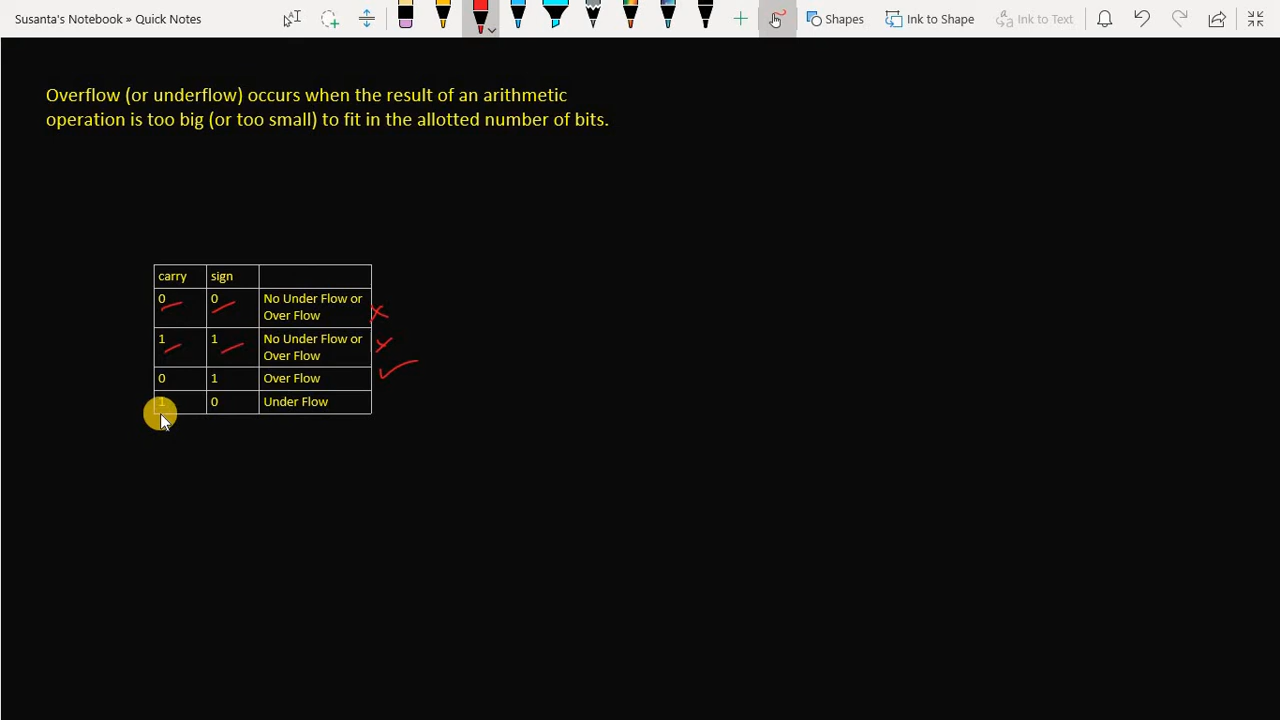 Susanta's Notebook » Quick Notes
Shapes
Ink to Shape
Ink to Text
Overflow (or underflow) occurs when the result of an arithmetic
operation is too big (or too small) to fit in the allotted number of bits.
carry sign
0 0 No Under Flow or
Over Flow
1 1 No Under Flow or
Over Flow
0 1 Over Flow
1 0 Under Flow